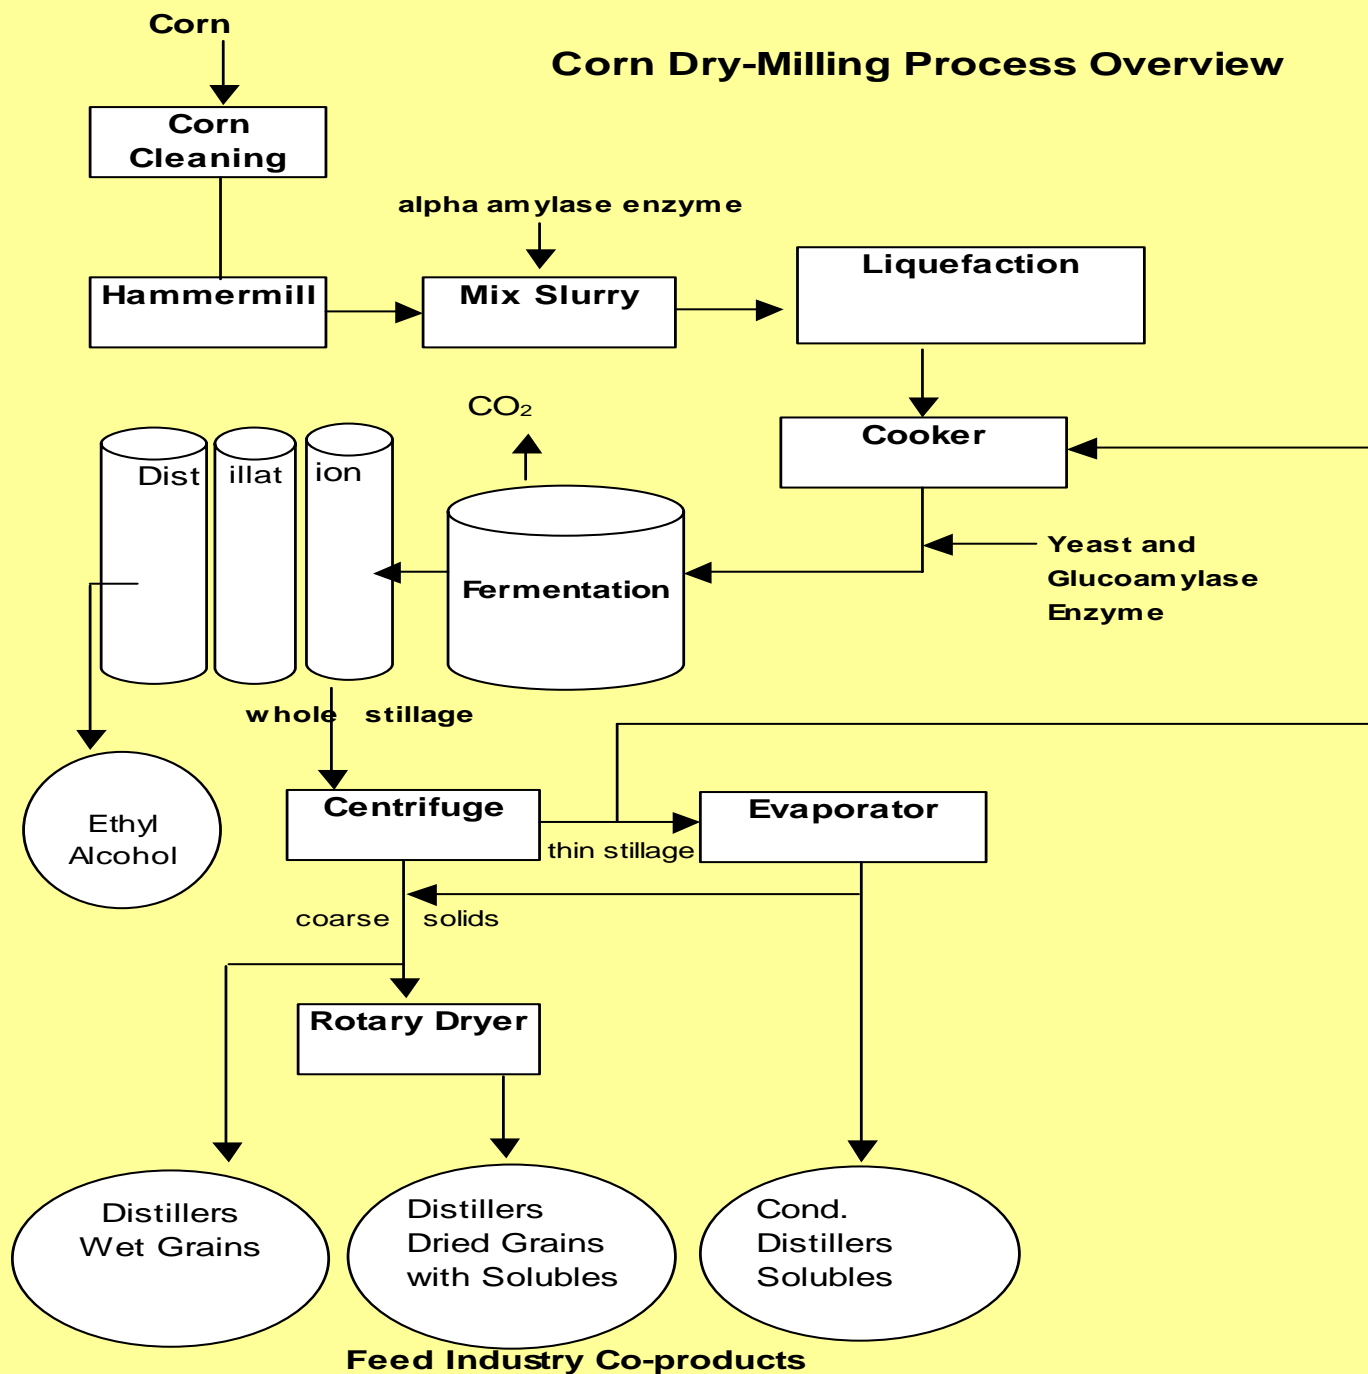 Corn
Corn Dry-Milling Process Overview
Corn
Cleaning
alpha amylase enzyme
Hammermill
Mix Slurry
Liquefaction
CO₂
Cooker
Dist illat ion
Fermentation
Yeast and
Glucoamylase
Enzyme
whole stillage
Ethyl
Alcohol
Centrifuge
thin stillage
Evaporator
coarse solids
Rotary Dryer
Distillers
Wet Grains
Distillers
Dried Grains
with Solubles
Cond.
Distillers
Solubles
Feed Industry Co-products